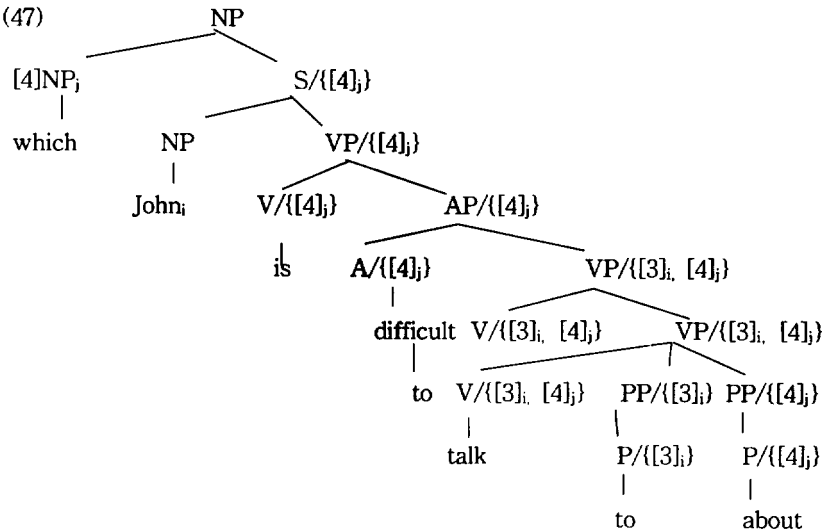 (47) NP
[4]NPⱼ S/{[4]ⱼ}
which NP VP/{[4]ⱼ}
Johnᵢ V/{[4]ⱼ} AP/{[4]ⱼ}
is A/{[4]ⱼ} VP/{[3]ᵢ, [4]ⱼ}
difficult V/{[3]ᵢ, [4]ⱼ} VP/{[3]ᵢ, [4]ⱼ}
to V/{[3]ᵢ, [4]ⱼ} PP/{[3]ᵢ} PP/{[4]ⱼ}
talk P/{[3]ᵢ} P/{[4]ⱼ}
to about